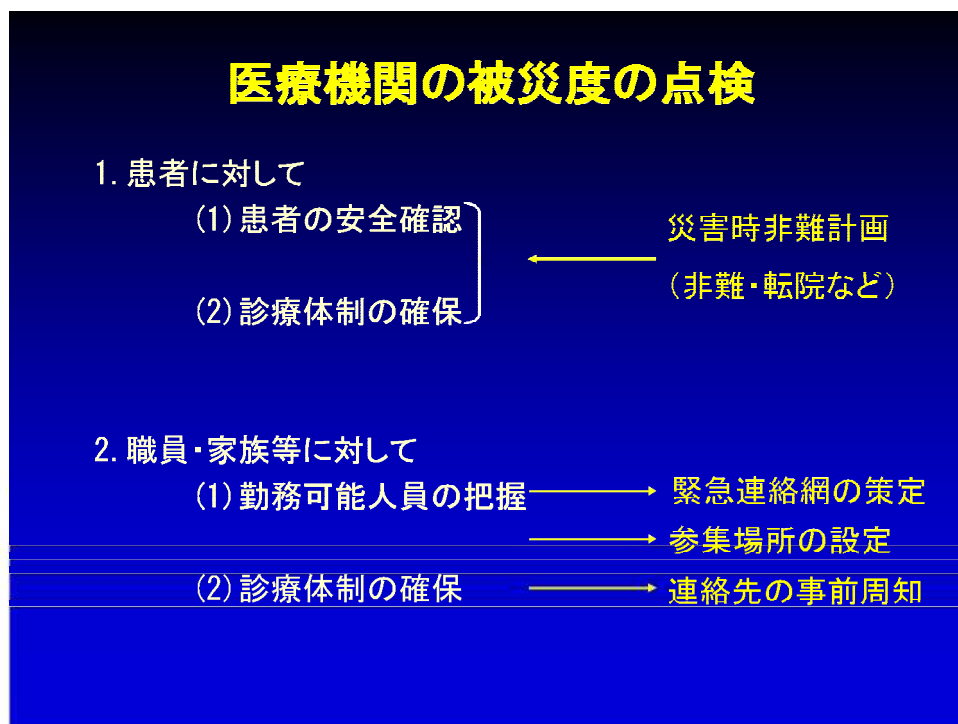 医療機関の被災度の点検
1.患者に対して
(1)患者の安全確認
(2)診療体制の確保
災害時非難計画
(非難・転院など)
2.職員・家族等に対して
(1)勤務可能人員の把握
緊急連絡網の策定
参集場所の設定
(2)診療体制の確保
連絡先の事前周知